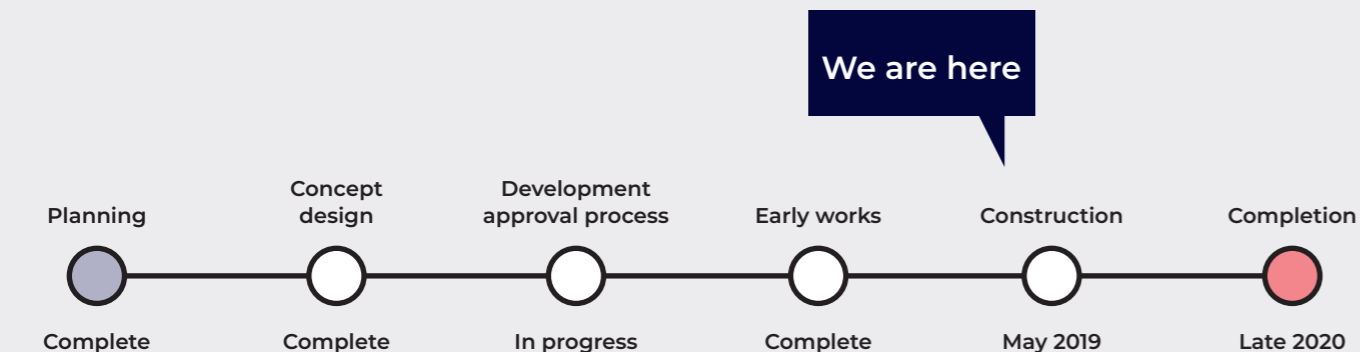 We are here
Concept
design
Development
approval process
Planning
Early works
Construction
Completion
Complete
Complete
In progress
Complete
May 2019
Late 2020